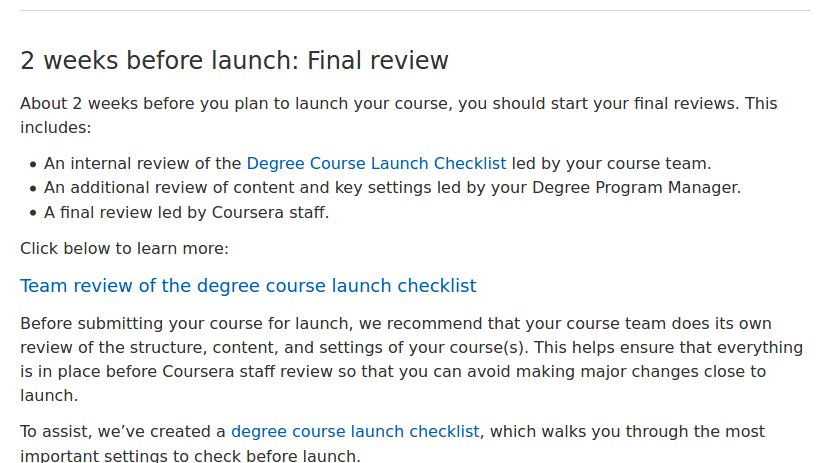 2 weeks before launch: Final review
About 2 weeks before you plan to launch your course, you should start your final reviews. This
includes:
• An internal review of the Degree Course Launch Checklist led by your course team.
• An additional review of content and key settings led by your Degree Program Manager.
• A final review led by Coursera staff.
Click below to learn more:
Team review of the degree course launch checklist
Before submitting your course for launch, we recommend that your course team does its own
review of the structure, content, and settings of your course(s). This helps ensure that everything
is in place before Coursera staff review so that you can avoid making major changes close to
launch.
To assist, we’ve created a degree course launch checklist, which walks you through the most
important settings to check before launch.